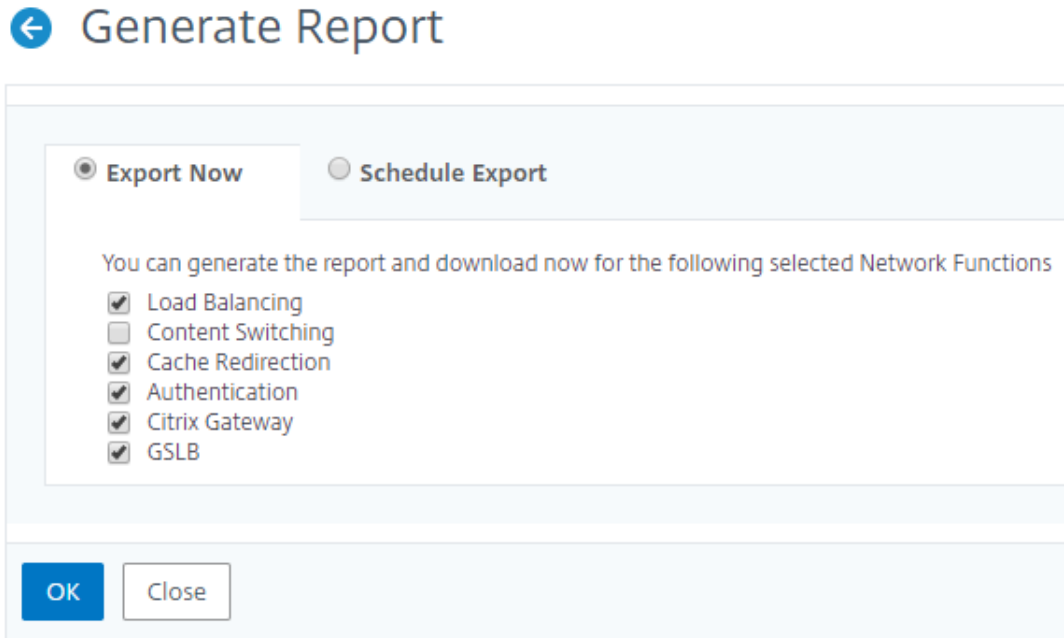 Generate Report
Export Now
Schedule Export
You can generate the report and download now for the following selected Network Functions
Load Balancing
Content Switching
Cache Redirection
Authentication
Citrix Gateway
GSLB
OK
Close